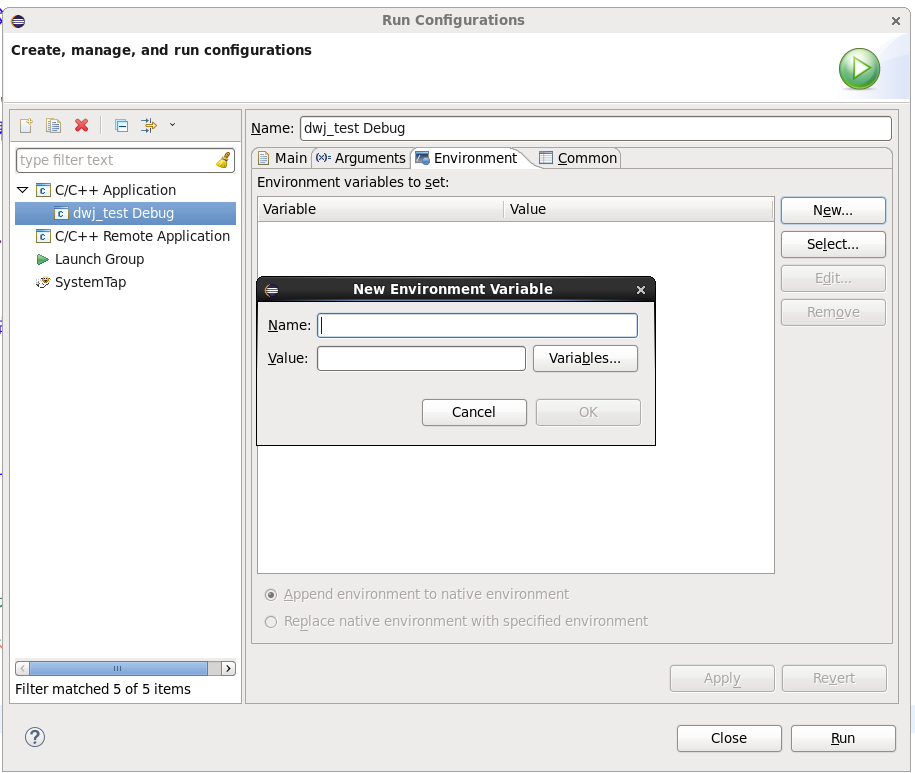 Run Configurations
Create, manage, and run configurations
type filter text
C/C++ Application
dwj_test Debug
C/C++ Remote Application
Launch Group
SystemTap
Filter matched 5 of 5 items
Name: dwj_test Debug
Main Arguments Environment Common
Environment variables to set:
Variable Value
New...
Select...
Edit...
Remove
New Environment Variable
Name:
Value: Variables...
Cancel OK
Append environment to native environment
Replace native environment with specified environment
Apply Revert
Close Run